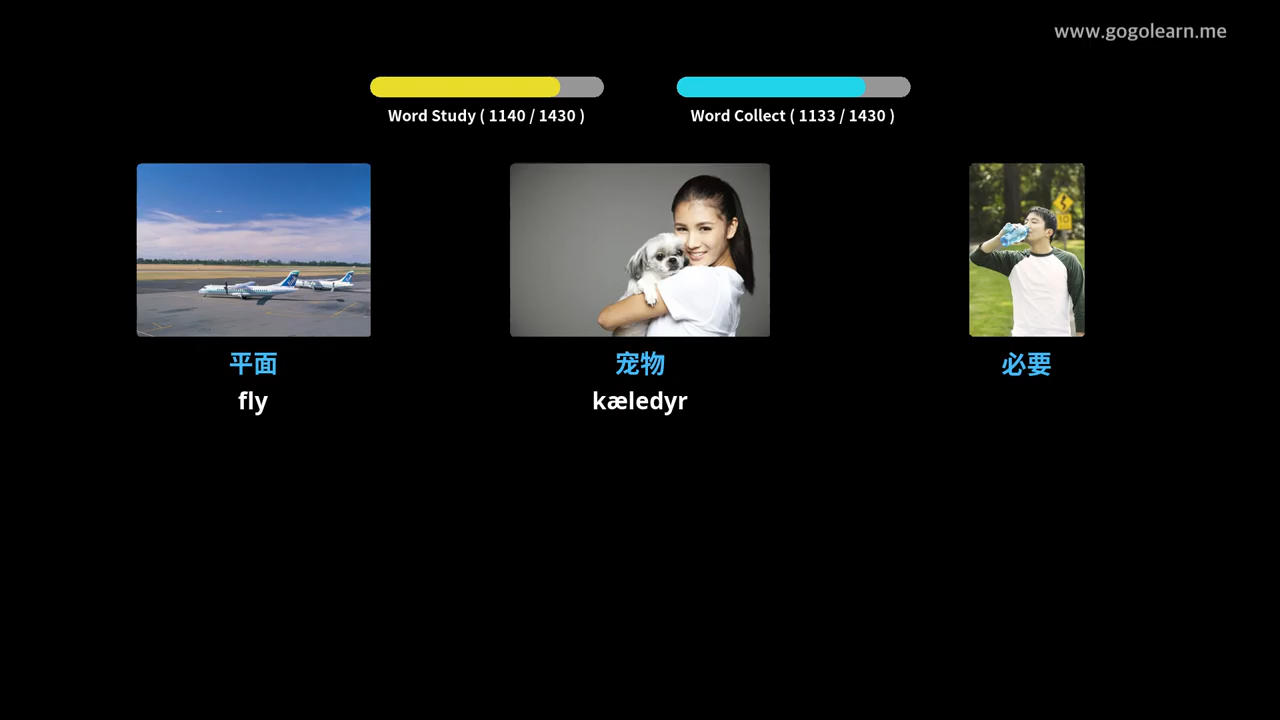 www.gogolearn.me
Word Study ( 1140 / 1430 )
Word Collect ( 1133 / 1430 )
平面
fly
宠物
kæledyr
必要